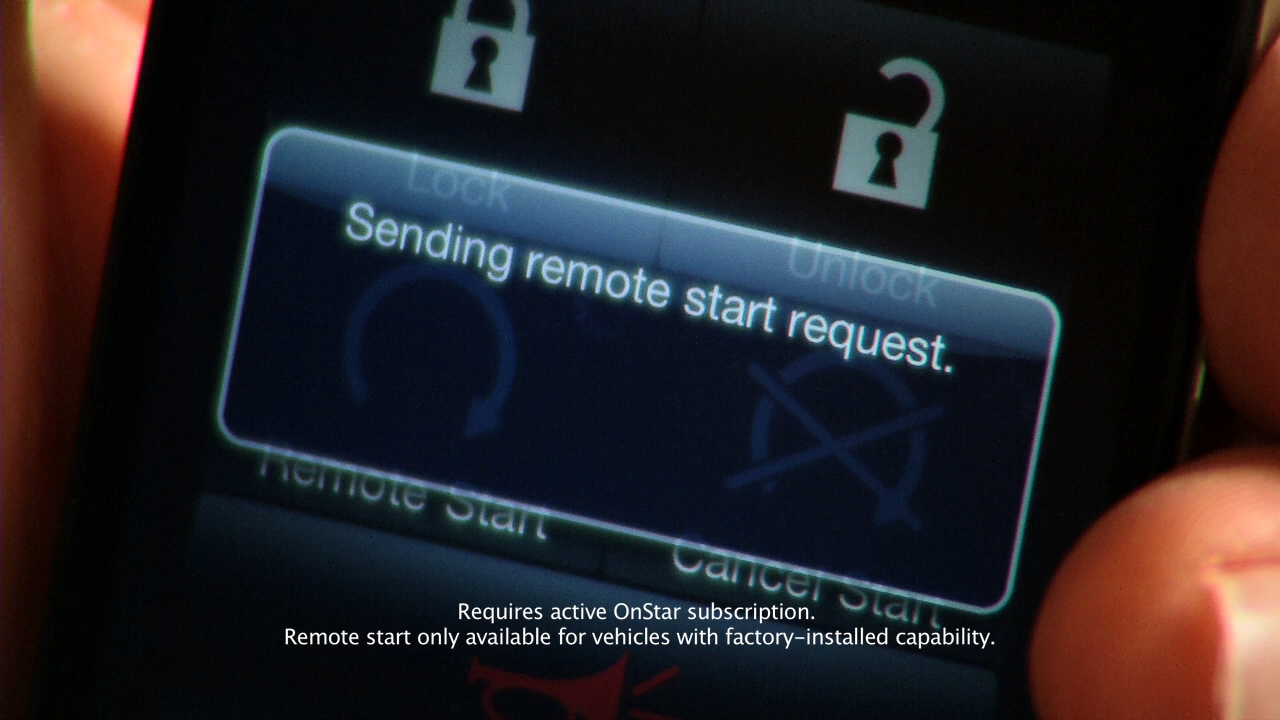 Lock
Unlock
Sending remote start request.
Remote Start
Cancel Start
Requires active OnStar subscription.
Remote start only available for vehicles with factory-installed capability.